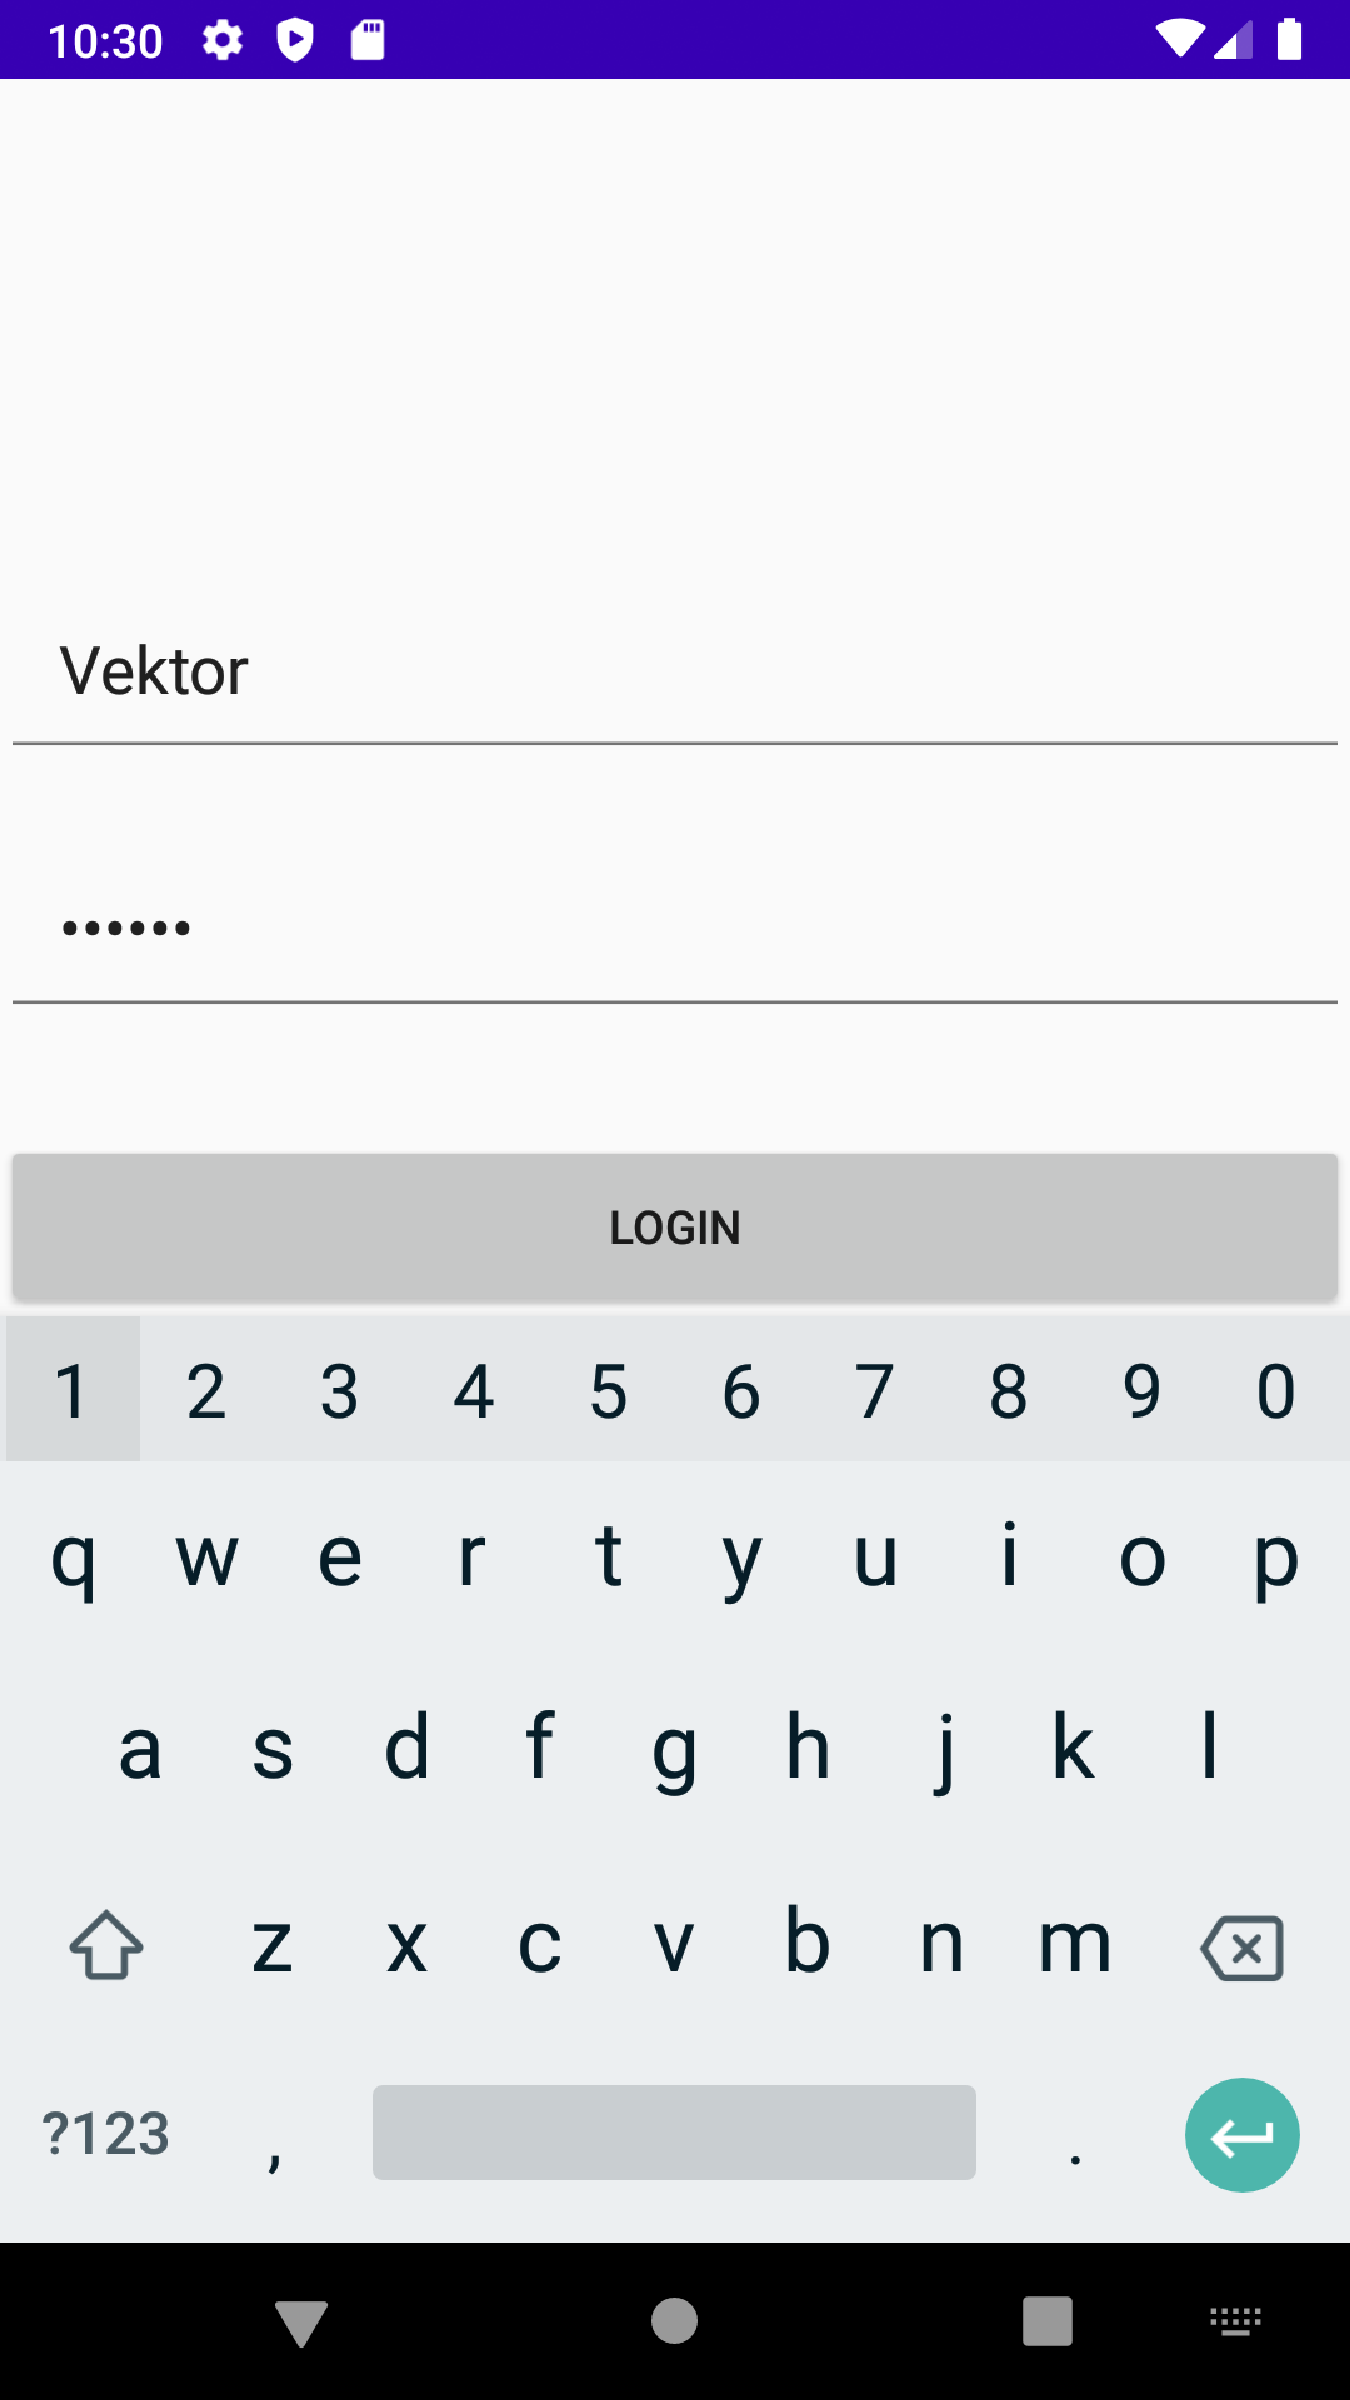 10:30
Vektor
••••••
LOGIN
1 2 3 4 5 6 7 8 9 0
q w e r t y u i o p
a s d f g h j k l
z x c v b n m
?123 , .